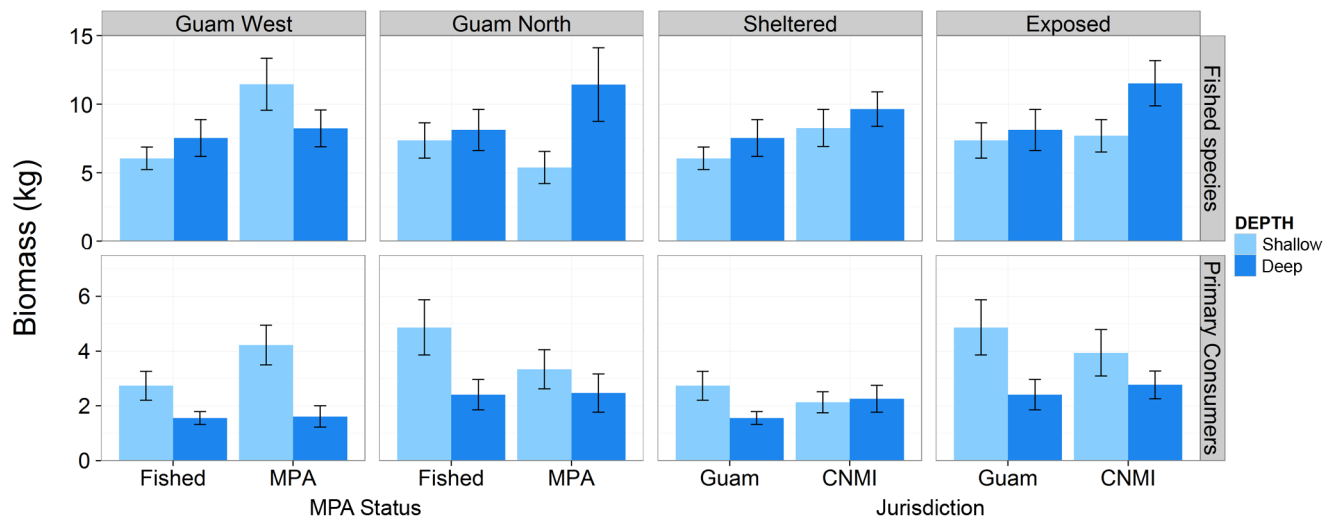 Guam West Guam North Sheltered Exposed
Biomass (kg)
15
10
5
0
Fished species
6
4
2
0
Primary Consumers
DEPTH
Shallow
Deep
Fished MPA Fished MPA Guam CNMI Guam CNMI
MPA Status Jurisdiction